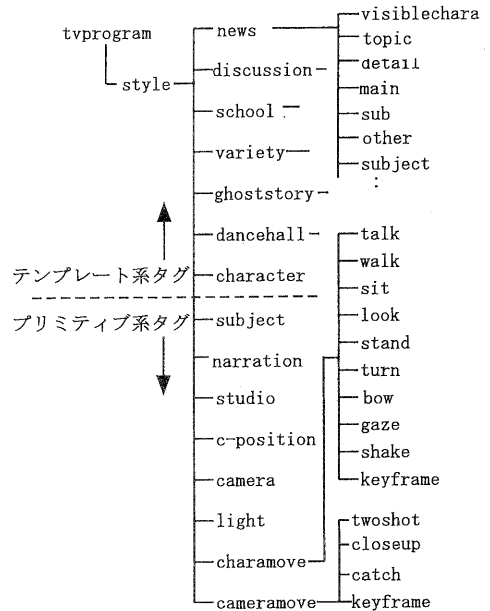 tvprogram
style
news
discussion
school
variety
ghoststory
dancehall
character
テンプレート系タグ
プリミティブ系タグ
subject
narration
studio
c-position
camera
light
charamove
cameramove
visiblechara
topic
detail
main
sub
other
subject
:
talk
walk
sit
look
stand
turn
bow
gaze
shake
keyframe
twoshot
closeup
catch
keyframe